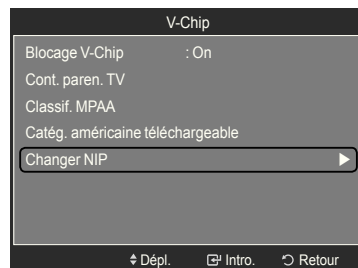 V-Chip
Blocage V-Chip : On
Cont. paren. TV
Classif. MPAA
Catég. américaine téléchargeable
Changer NIP
Dépl. Intro. Retour